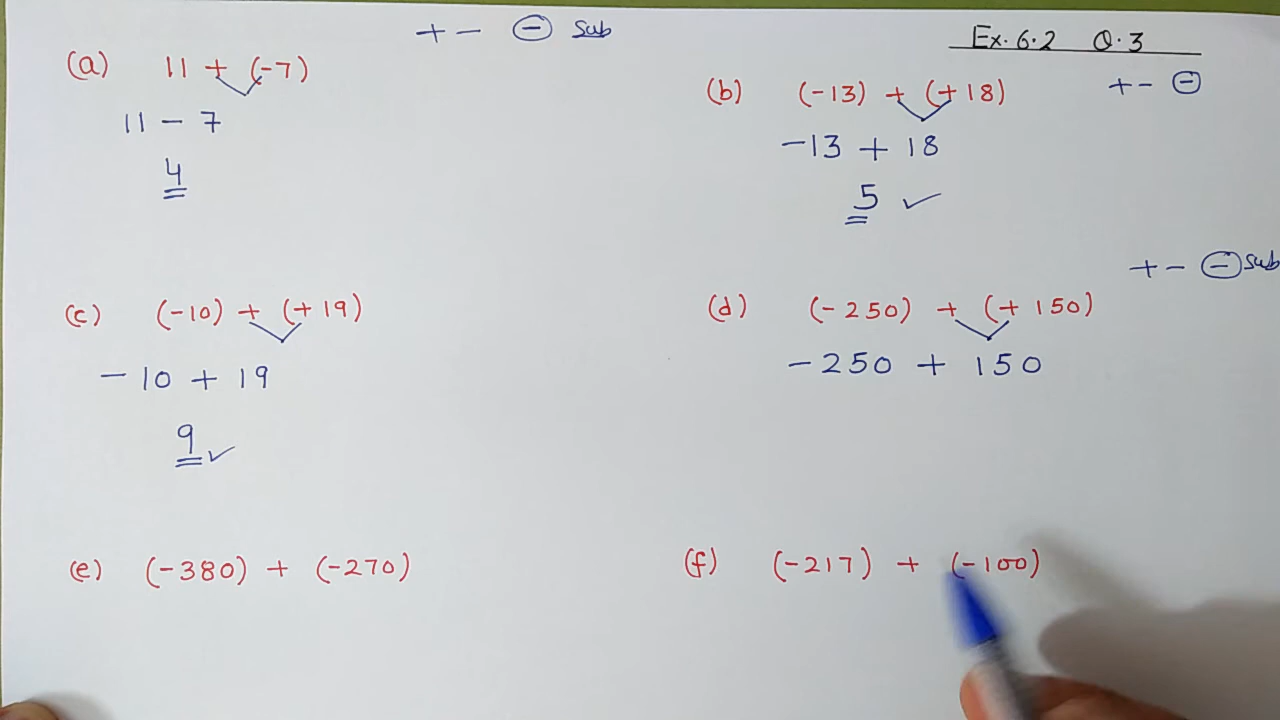 + - ⊖ Sub
Ex. 6.2 Q.3
(a) 11 + (-7)
11 - 7
4
(b) (-13) + (+18)
+ - ⊖
-13 + 18
5 ✓
(c) (-10) + (+19)
-10 + 19
9 ✓
+ - ⊖ Sub
(d) (-250) + (+150)
-250 + 150
(e) (-380) + (-270)
(f) (-217) + (-100)